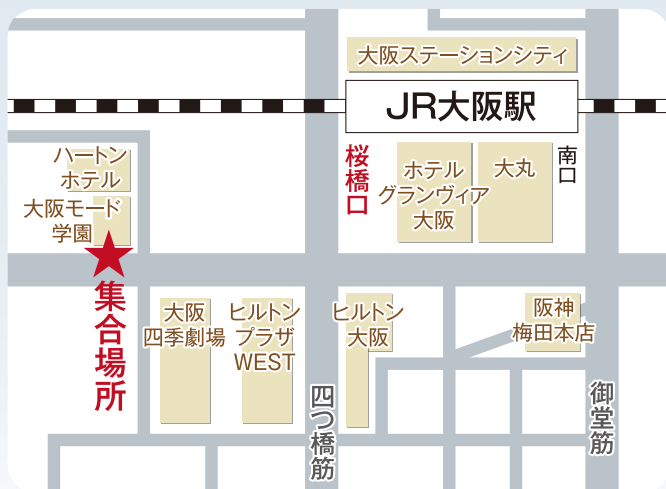 大阪ステーションシティ
JR大阪駅
桜橋口
ホテル
グランヴィア
大阪
大丸
南口
ハートン
ホテル
大阪モード
学園
集合場所
大阪
四季劇場
ヒルトン
プラザ
WEST
ヒルトン
大阪
阪神
梅田本店
四つ橋筋
御堂筋